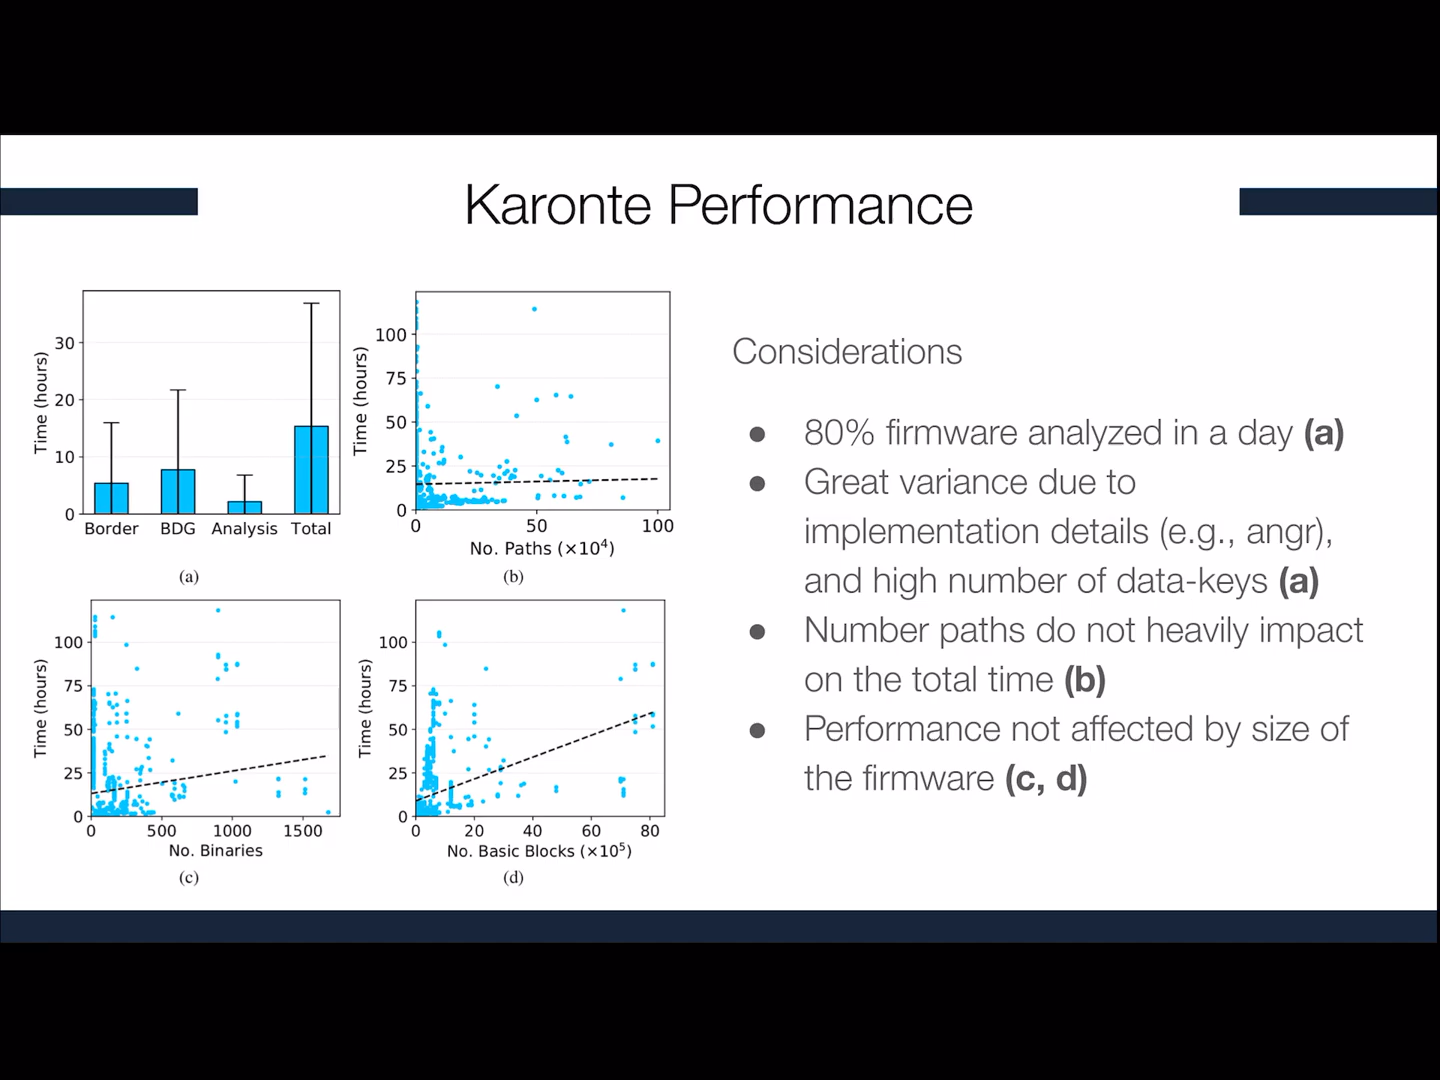 Karonte Performance
Time (hours)
30
20
10
0
Border BDG Analysis Total
(a)
Time (hours)
100
75
50
25
0
0 50 100
No. Paths (×10⁴)
(b)
Time (hours)
100
75
50
25
0
0 500 1000 1500
No. Binaries
(c)
Time (hours)
100
75
50
25
0
0 20 40 60 80
No. Basic Blocks (×10⁵)
(d)
Considerations
● 80% firmware analyzed in a day (a)
● Great variance due to
implementation details (e.g., angr),
and high number of data-keys (a)
● Number paths do not heavily impact
on the total time (b)
● Performance not affected by size of
the firmware (c, d)